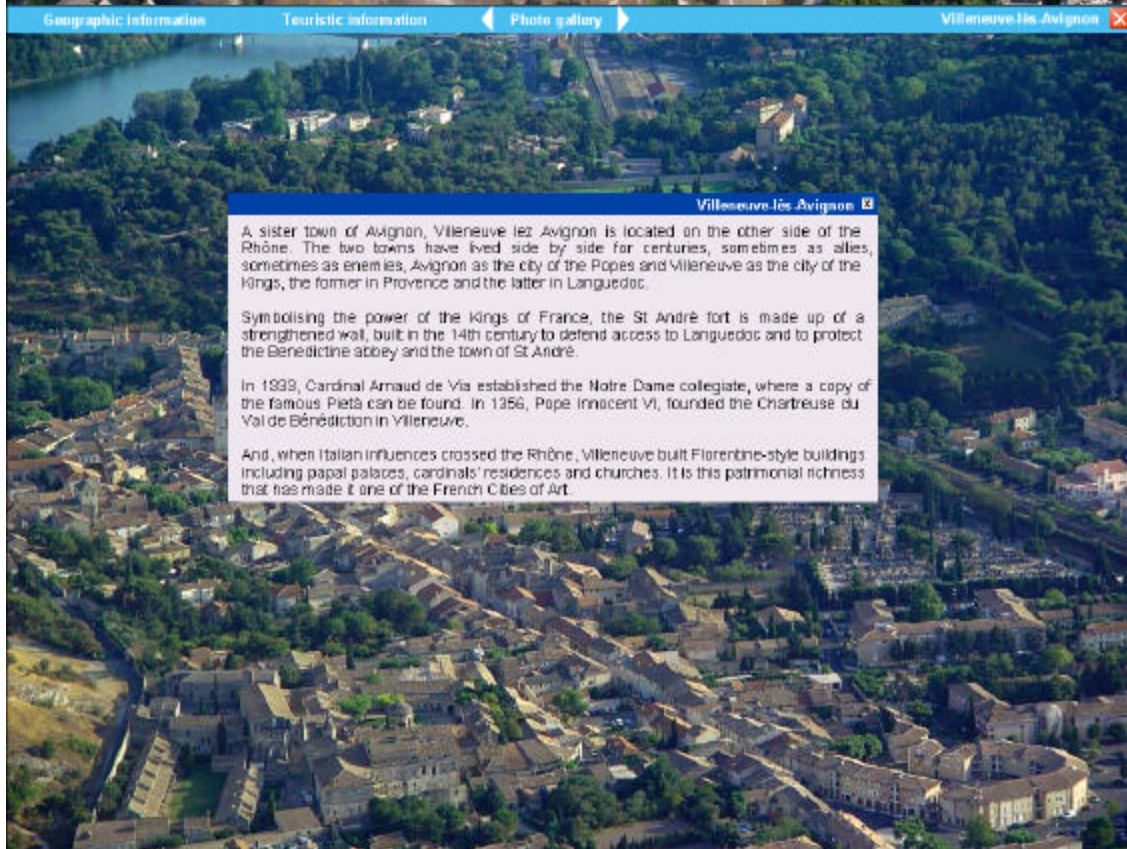 Geographic information Touristic information Photo gallery Villeneuve-lès-Avignon
Villeneuve-lès-Avignon
A sister town of Avignon, Villeneuve lez Avignon is located on the other side of the
Rhône. The two towns have lived side by side for centuries, sometimes as allies,
sometimes as enemies, Avignon as the city of the Popes and Villeneuve as the city of the
Kings, the former in Provence and the latter in Languedoc.
Symbolising the power of the Kings of France, the St André fort is made up of a
strengthened wall, built in the 14th century to defend access to Languedoc and to protect
the Benedictine abbey and the town of St André.
In 1333, Cardinal Arnaud de Via established the Notre Dame collegiate, where a copy of
the famous Pietà can be found. In 1356, Pope Innocent VI, founded the Chartreuse du
Val de Bénédiction in Villeneuve.
And, when Italian influences crossed the Rhône, Villeneuve built Florentine-style buildings
including papal palaces, cardinals' residences and churches. It is this patrimonial richness
that has made it one of the French Cities of Art.